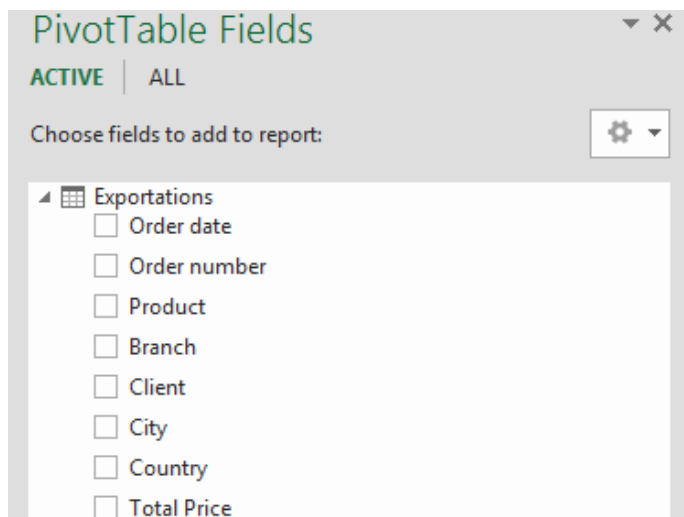 PivotTable Fields
ACTIVE ALL
Choose fields to add to report:
Exportations
Order date
Order number
Product
Branch
Client
City
Country
Total Price